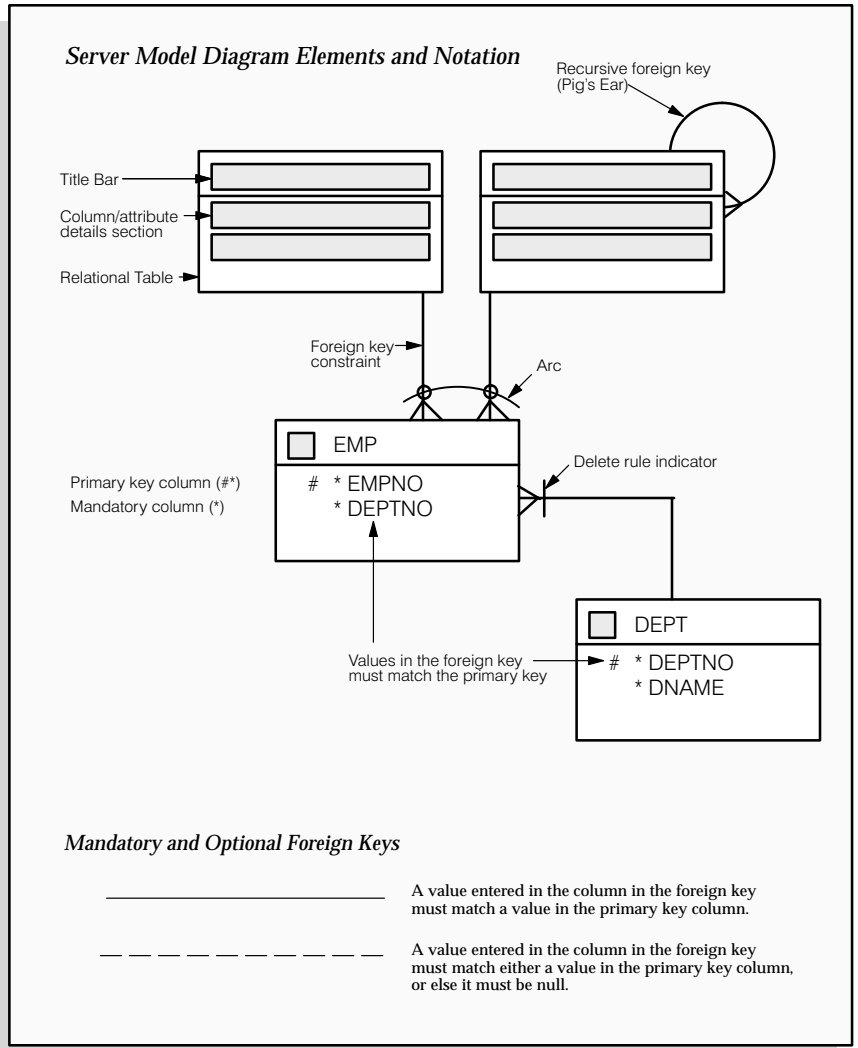 Server Model Diagram Elements and Notation
Recursive foreign key
(Pig's Ear)
Title Bar
Column/attribute
details section
Relational Table
Foreign key
constraint
Arc
EMP
Delete rule indicator
Primary key column (#*)
# * EMPNO
Mandatory column (*)
* DEPTNO
DEPT
Values in the foreign key
must match the primary key
# * DEPTNO
* DNAME
Mandatory and Optional Foreign Keys
A value entered in the column in the foreign key
must match a value in the primary key column.
A value entered in the column in the foreign key
must match either a value in the primary key column,
or else it must be null.